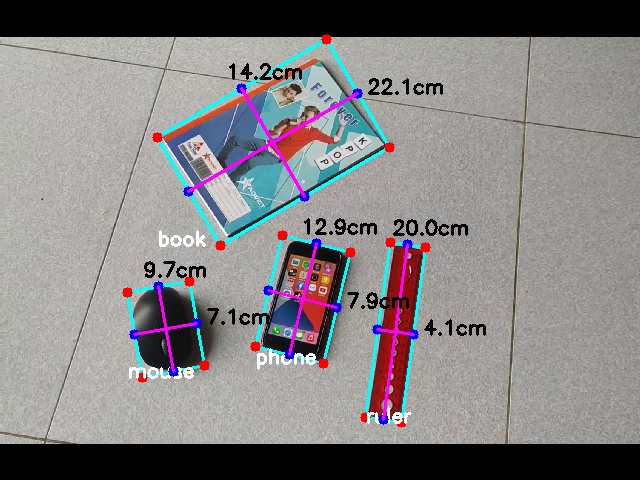 14.2cm
22.1cm
Forever
K
P O P
book
12.9cm
20.0cm
9.7cm
7.1cm
7.9cm
4.1cm
mouse
phone
ruler